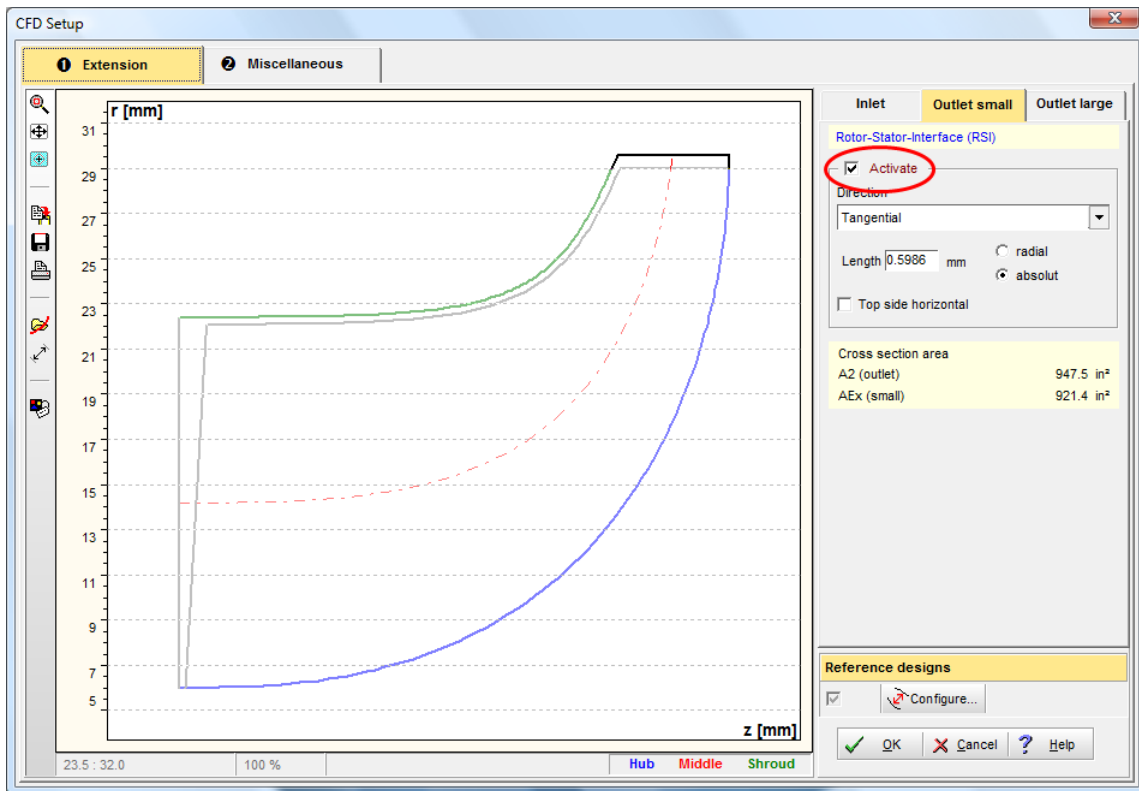 CFD Setup
1 Extension
2 Miscellaneous
r [mm]
31
29
27
25
23
21
19
17
15
13
11
9
7
5
z [mm]
23.5 : 32.0
100 %
Hub Middle Shroud
Inlet
Outlet small
Outlet large
Rotor-Stator-Interface (RSI)
Activate
Direction
Tangential
Length 0.5986 mm
radial
absolut
Top side horizontal
Cross section area
A2 (outlet) 947.5 in²
AEx (small) 921.4 in²
Reference designs
Configure...
OK
Cancel
? Help